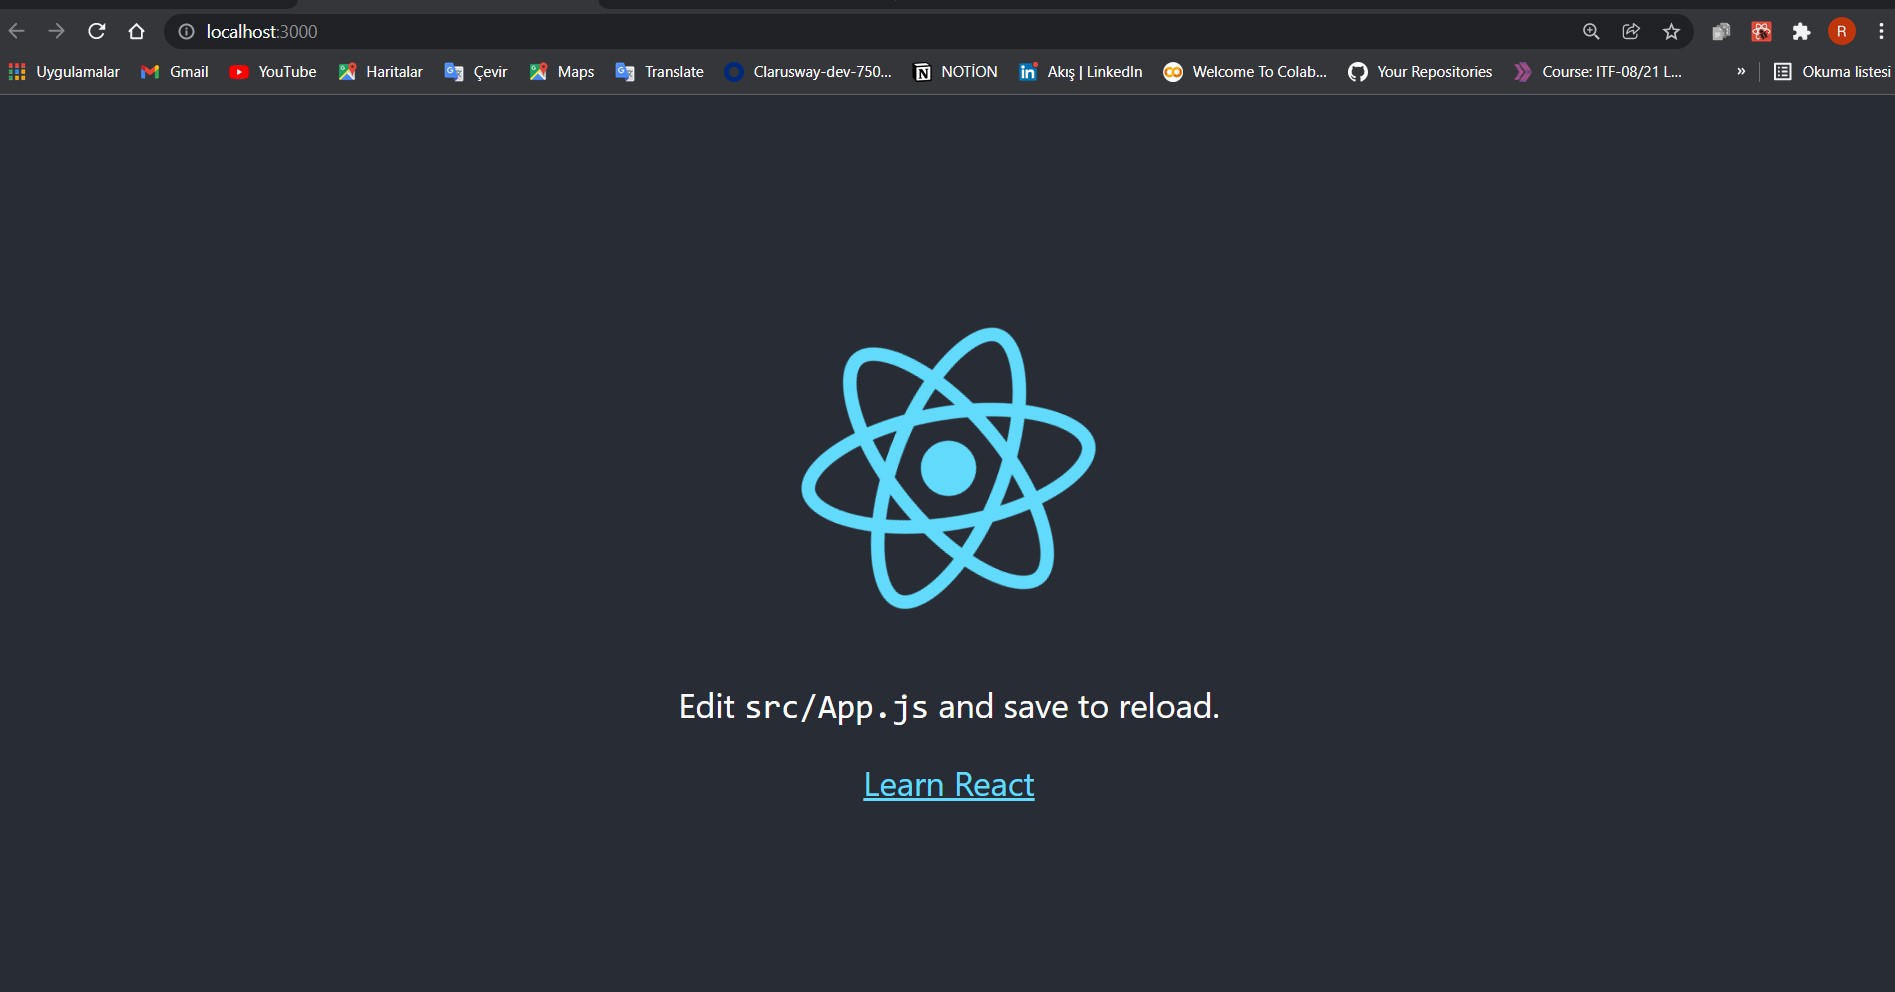 localhost:3000
R
Uygulamalar Gmail YouTube Haritalar Çevir Maps Translate Clarusway-dev-750... NOTİON Akış | LinkedIn Welcome To Colab... Your Repositories Course: ITF-08/21 L... » Okuma listesi
Edit src/App.js and save to reload.
Learn React